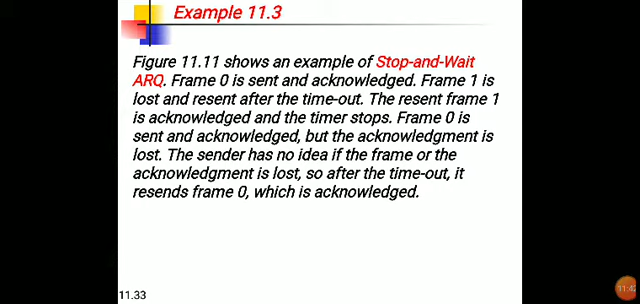 Example 11.3
Figure 11.11 shows an example of Stop-and-Wait
ARQ. Frame 0 is sent and acknowledged. Frame 1 is
lost and resent after the time-out. The resent frame 1
is acknowledged and the timer stops. Frame 0 is
sent and acknowledged, but the acknowledgment is
lost. The sender has no idea if the frame or the
acknowledgment is lost, so after the time-out, it
resends frame 0, which is acknowledged.
11.33